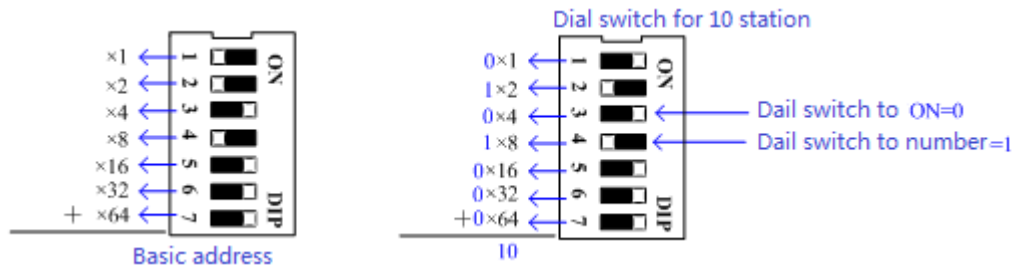 Dial switch for 10 station
×1 1 ON
×2 2
×4 3
×8 4
×16 5
×32 6
+ ×64 7 DIP
Basic address
0×1 1 ON
1×2 2
0×4 3 Dail switch to ON=0
1×8 4 Dail switch to number=1
0×16 5
0×32 6
+0×64 7 DIP
10